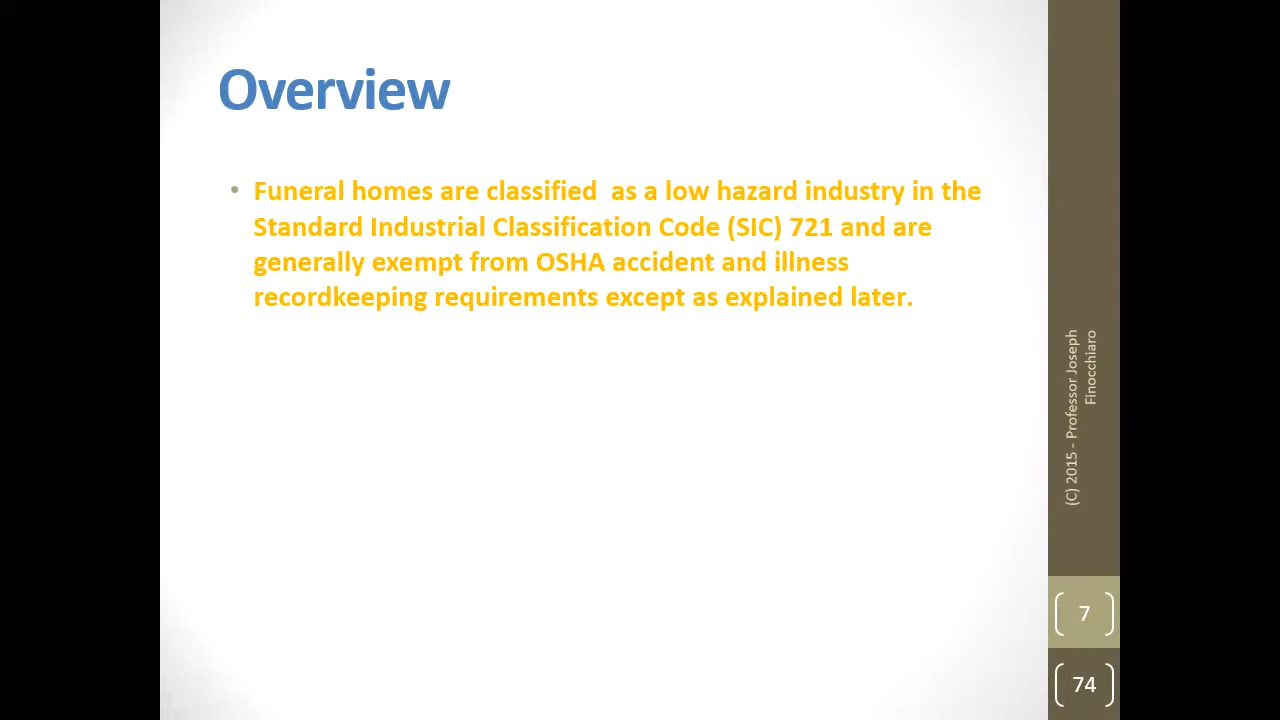 Overview
• Funeral homes are classified  as a low hazard industry in the
Standard Industrial Classification Code (SIC) 721 and are
generally exempt from OSHA accident and illness
recordkeeping requirements except as explained later.
(C) 2015 - Professor Joseph
Finocchiaro
7
74